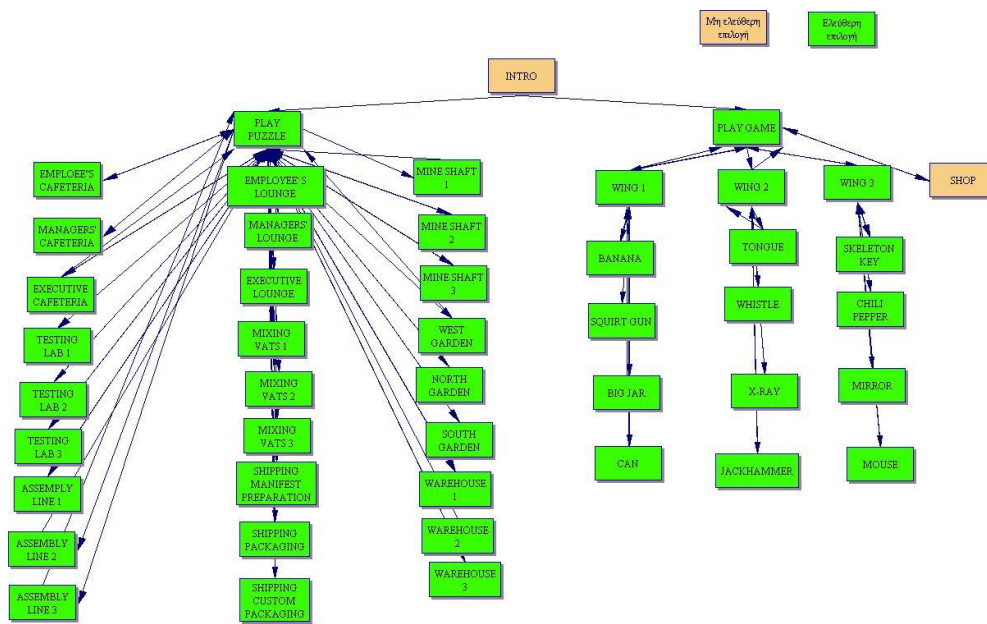 Μη ελεύθερη
επιλογή
Ελεύθερη
επιλογή
INTRO
PLAY
PUZZLE
PLAY GAME
EMPLOEE'S
CAFETERIA
MANAGERS'
CAFETERIA
EXECUTIVE
CAFETERIA
TESTING
LAB 1
TESTING
LAB 2
TESTING
LAB 3
ASSEMPLY
LINE 1
ASSEMBLY
LINE 2
ASSEMBLY
LINE 3
EMPLOYEE'S
LOUNGE
MANAGERS'
LOUNGE
EXECUTIVE
LOUNGE
MIXING
VATS 1
MIXING
VATS 2
MIXING
VATS 3
SHIPPING
MANIFEST
PREPARATION
SHIPPING
PACKAGING
SHIPPING
CUSTOM
PACKAGING
MINE SHAFT
1
MINE SHAFT
2
MINE SHAFT
3
WEST
GARDEN
NORTH
GARDEN
SOUTH
GARDEN
WAREHOUSE
1
WAREHOUSE
2
WAREHOUSE
3
WING 1
BANANA
SQUIRT GUN
BIG JAR
CAN
WING 2
TONGUE
WHISTLE
X-RAY
JACKHAMMER
WING 3
SKELETON
KEY
CHILI
PEPPER
MIRROR
MOUSE
SHOP